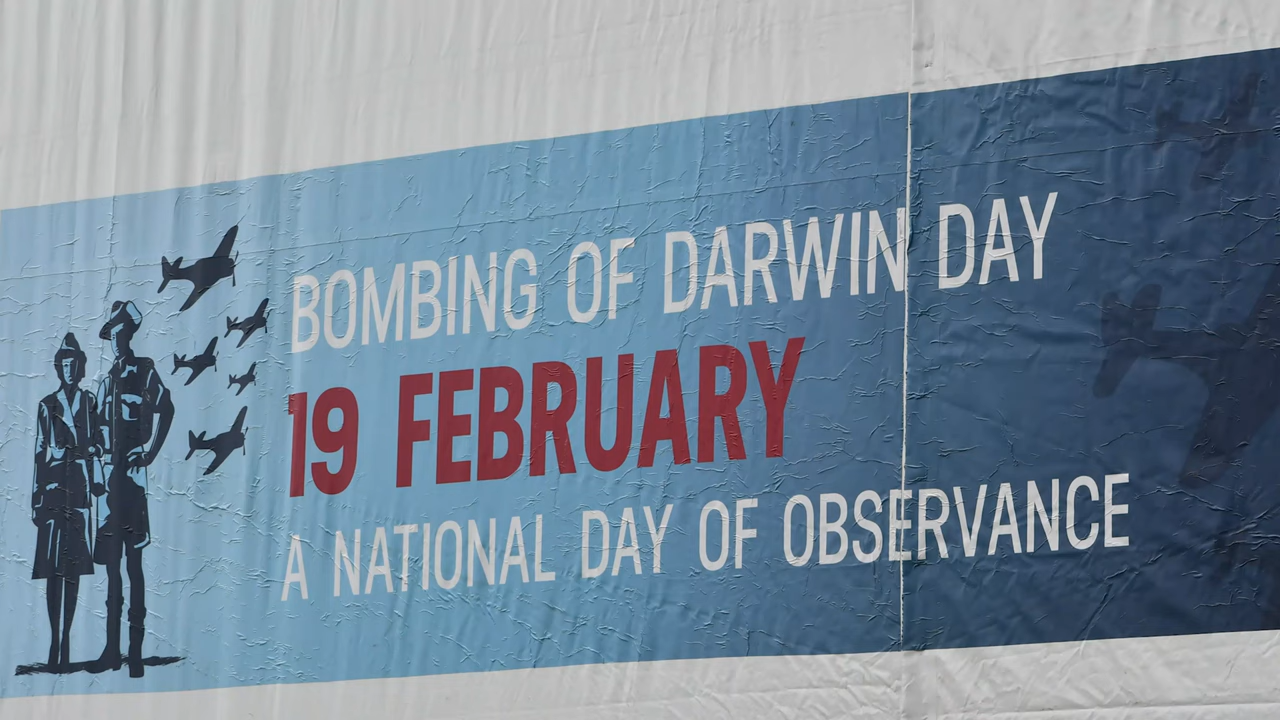 BOMBING OF DARWIN DAY
19 FEBRUARY
A NATIONAL DAY OF OBSERVANCE